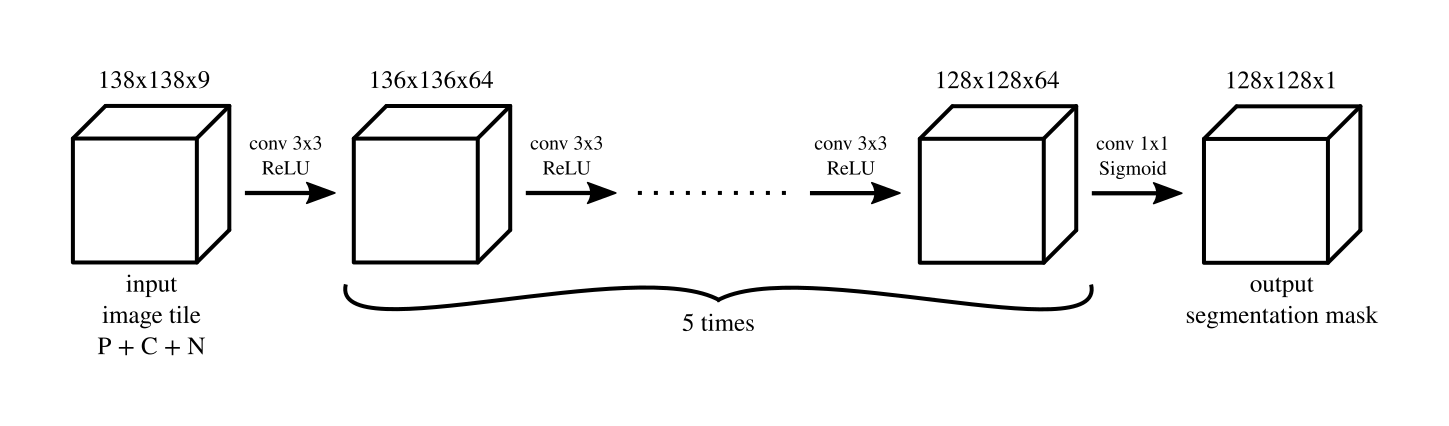 138x138x9
136x136x64
128x128x64
128x128x1
conv 3x3
ReLU
conv 3x3
ReLU
conv 3x3
ReLU
conv 1x1
Sigmoid
input
image tile
P + C + N
5 times
output
segmentation mask